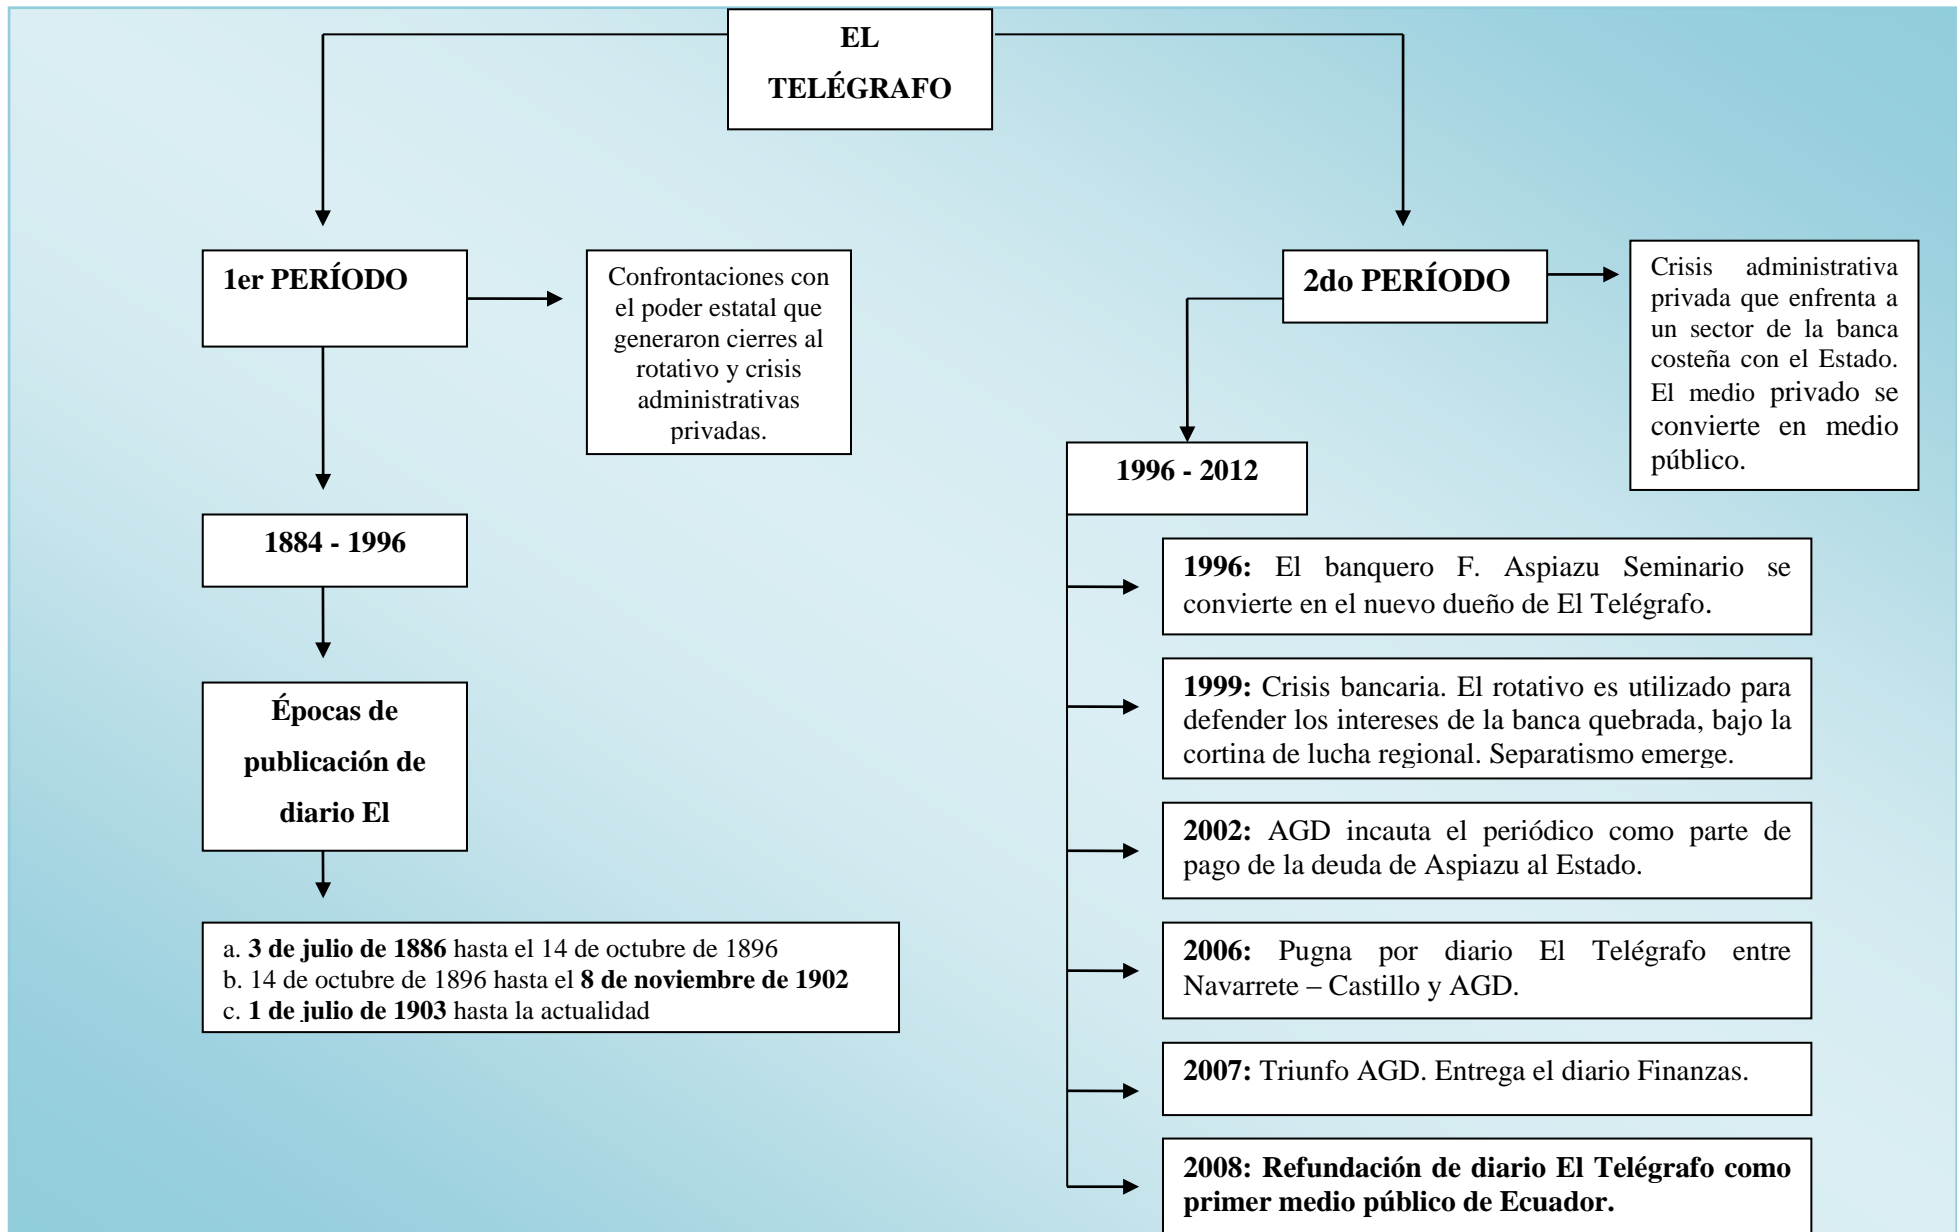 EL
TELÉGRAFO
1er PERÍODO
Confrontaciones con
el poder estatal que
generaron cierres al
rotativo y crisis
administrativas
privadas.
1884 - 1996
Épocas de
publicación de
diario El
a. 3 de julio de 1886 hasta el 14 de octubre de 1896
b. 14 de octubre de 1896 hasta el 8 de noviembre de 1902
c. 1 de julio de 1903 hasta la actualidad
2do PERÍODO
Crisis administrativa
privada que enfrenta a
un sector de la banca
costeña con el Estado.
El medio privado se
convierte en medio
público.
1996 - 2012
1996: El banquero F. Aspiazu Seminario se
convierte en el nuevo dueño de El Telégrafo.
1999: Crisis bancaria. El rotativo es utilizado para
defender los intereses de la banca quebrada, bajo la
cortina de lucha regional. Separatismo emerge.
2002: AGD incauta el periódico como parte de
pago de la deuda de Aspiazu al Estado.
2006: Pugna por diario El Telégrafo entre
Navarrete – Castillo y AGD.
2007: Triunfo AGD. Entrega el diario Finanzas.
2008: Refundación de diario El Telégrafo como
primer medio público de Ecuador.